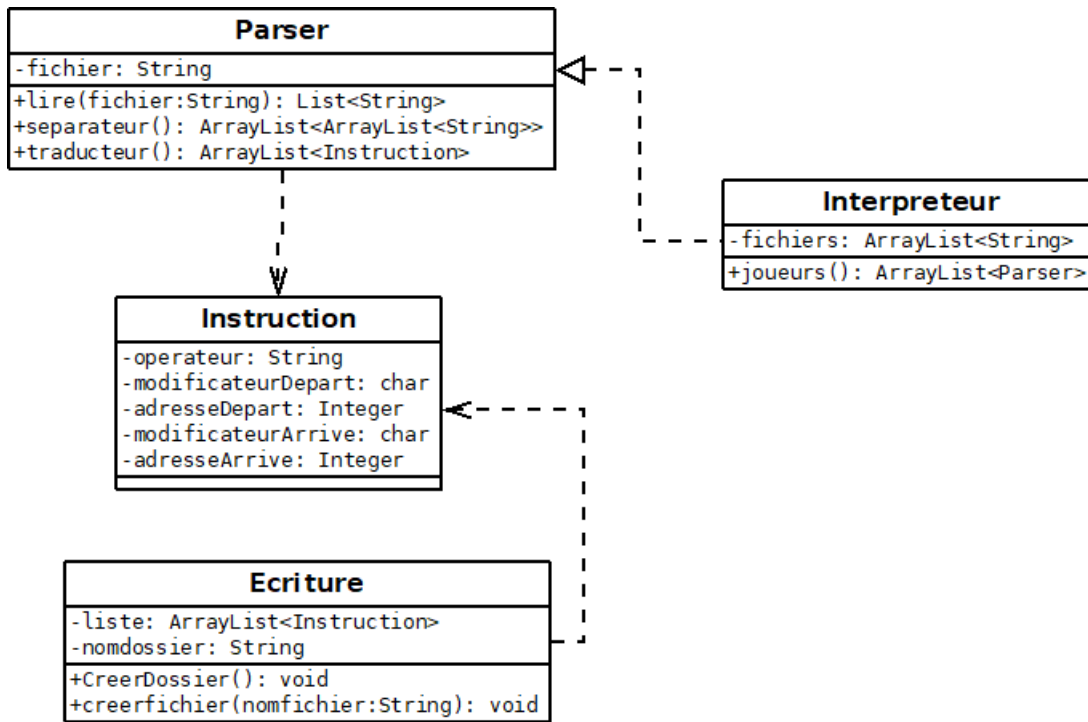 Parser
-fichier: String
+lire(fichier:String): List<String>
+separateur(): ArrayList<ArrayList<String>>
+traducteur(): ArrayList<Instruction>
Interpreteur
-fichiers: ArrayList<String>
+joueurs(): ArrayList<Parser>
Instruction
-operateur: String
-modificateurDepart: char
-adresseDepart: Integer
-modificateurArrive: char
-adresseArrive: Integer
Ecriture
-liste: ArrayList<Instruction>
-nomdossier: String
+CreerDossier(): void
+creerfichier(nomfichier:String): void